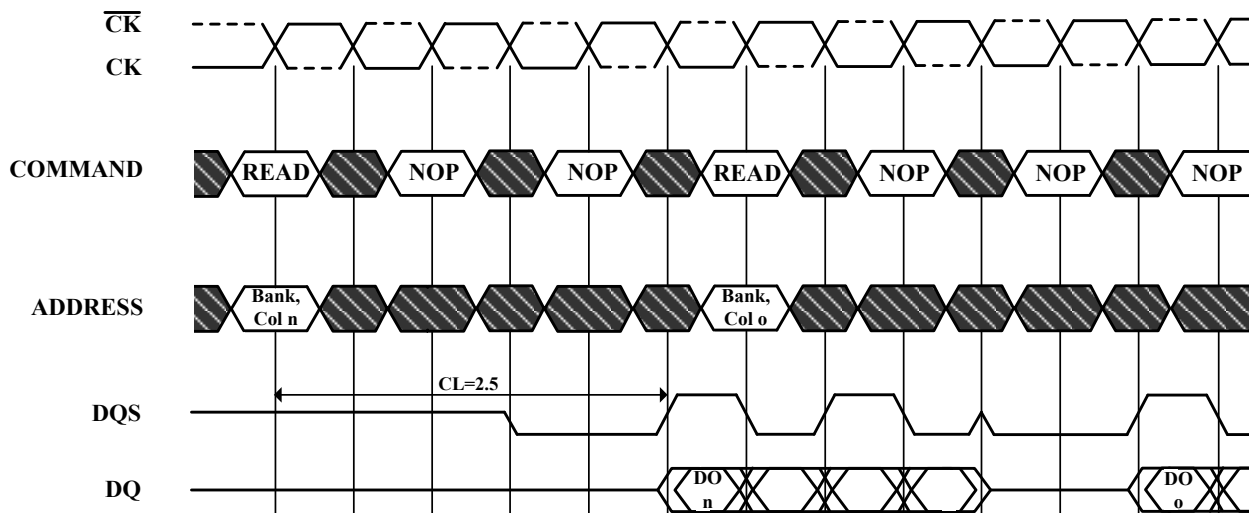 CK
CK
COMMAND
READ NOP NOP READ NOP NOP NOP
ADDRESS
Bank,
Col n
Bank,
Col o
CL=2.5
DQS
DQ
DO
n
DO
o